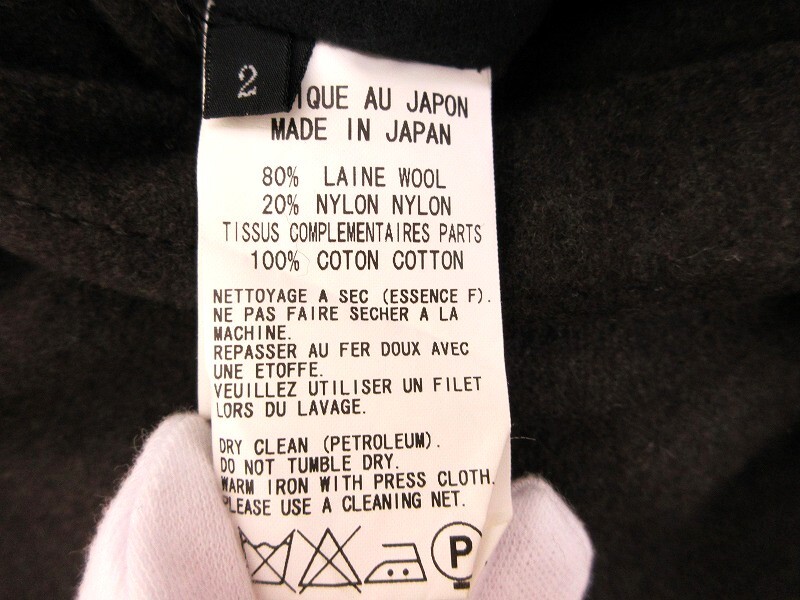 2
IQUE AU JAPON
MADE IN JAPAN
80% LAINE WOOL
20% NYLON NYLON
TISSUS COMPLEMENTAIRES PARTS
100% COTON COTTON
NETTOYAGE A SEC (ESSENCE F).
NE PAS FAIRE SECHER A LA
MACHINE.
REPASSER AU FER DOUX AVEC
UNE ETOFFE.
VEUILLEZ UTILISER UN FILET
LORS DU LAVAGE.
DRY CLEAN (PETROLEUM).
DO NOT TUMBLE DRY.
WARM IRON WITH PRESS CLOTH.
PLEASE USE A CLEANING NET.
P